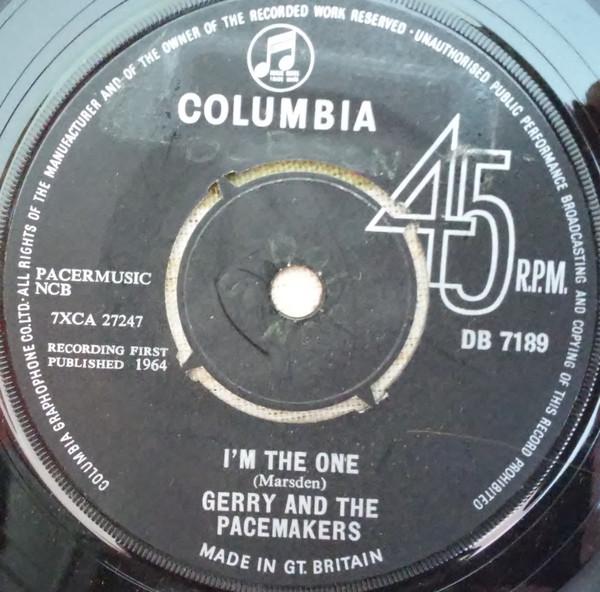 COLUMBIA GRAPHOPHONE CO. LTD. · ALL RIGHTS OF THE MANUFACTURER AND OF THE OWNER OF THE RECORDED WORK RESERVED · UNAUTHORISED PUBLIC PERFORMANCE BROADCASTING AND COPYING OF THIS RECORD PROHIBITED
COLUMBIA
45
R.P.M.
PACERMUSIC
NCB
7XCA 27247
RECORDING FIRST
PUBLISHED 1964
DB 7189
I'M THE ONE
(Marsden)
GERRY AND THE
PACEMAKERS
MADE IN GT. BRITAIN